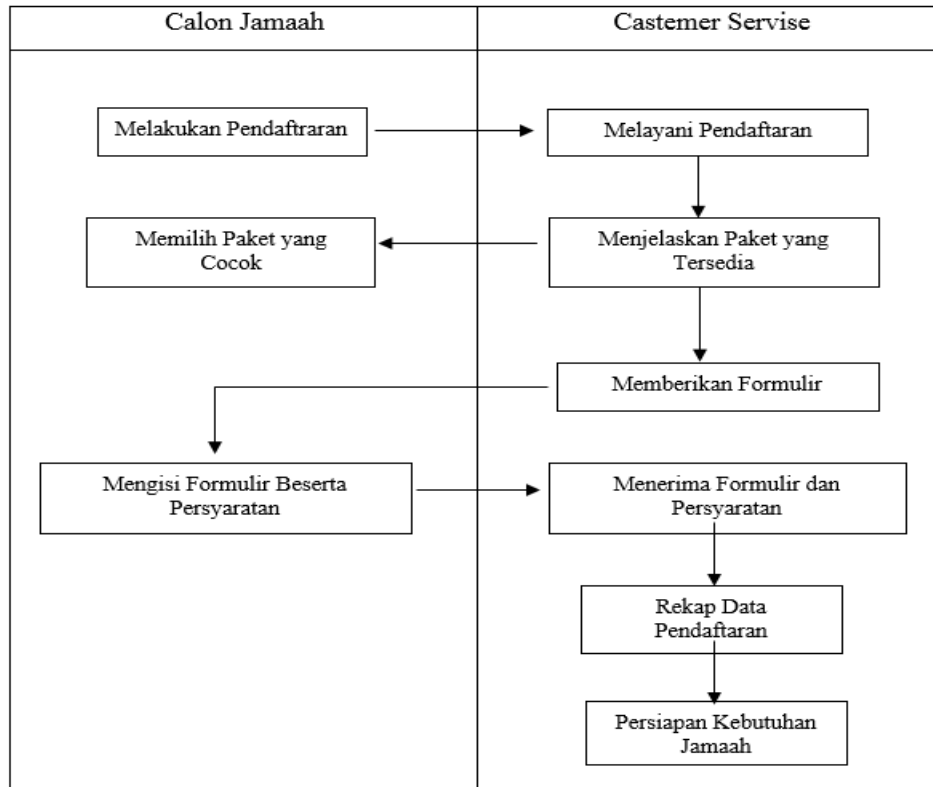 Calon Jamaah
Castemer Servise
Melakukan Pendaftraran
Melayani Pendaftaran
Memilih Paket yang
Cocok
Menjelaskan Paket yang
Tersedia
Memberikan Formulir
Mengisi Formulir Beserta
Persyaratan
Menerima Formulir dan
Persyaratan
Rekap Data
Pendaftaran
Persiapan Kebutuhan
Jamaah